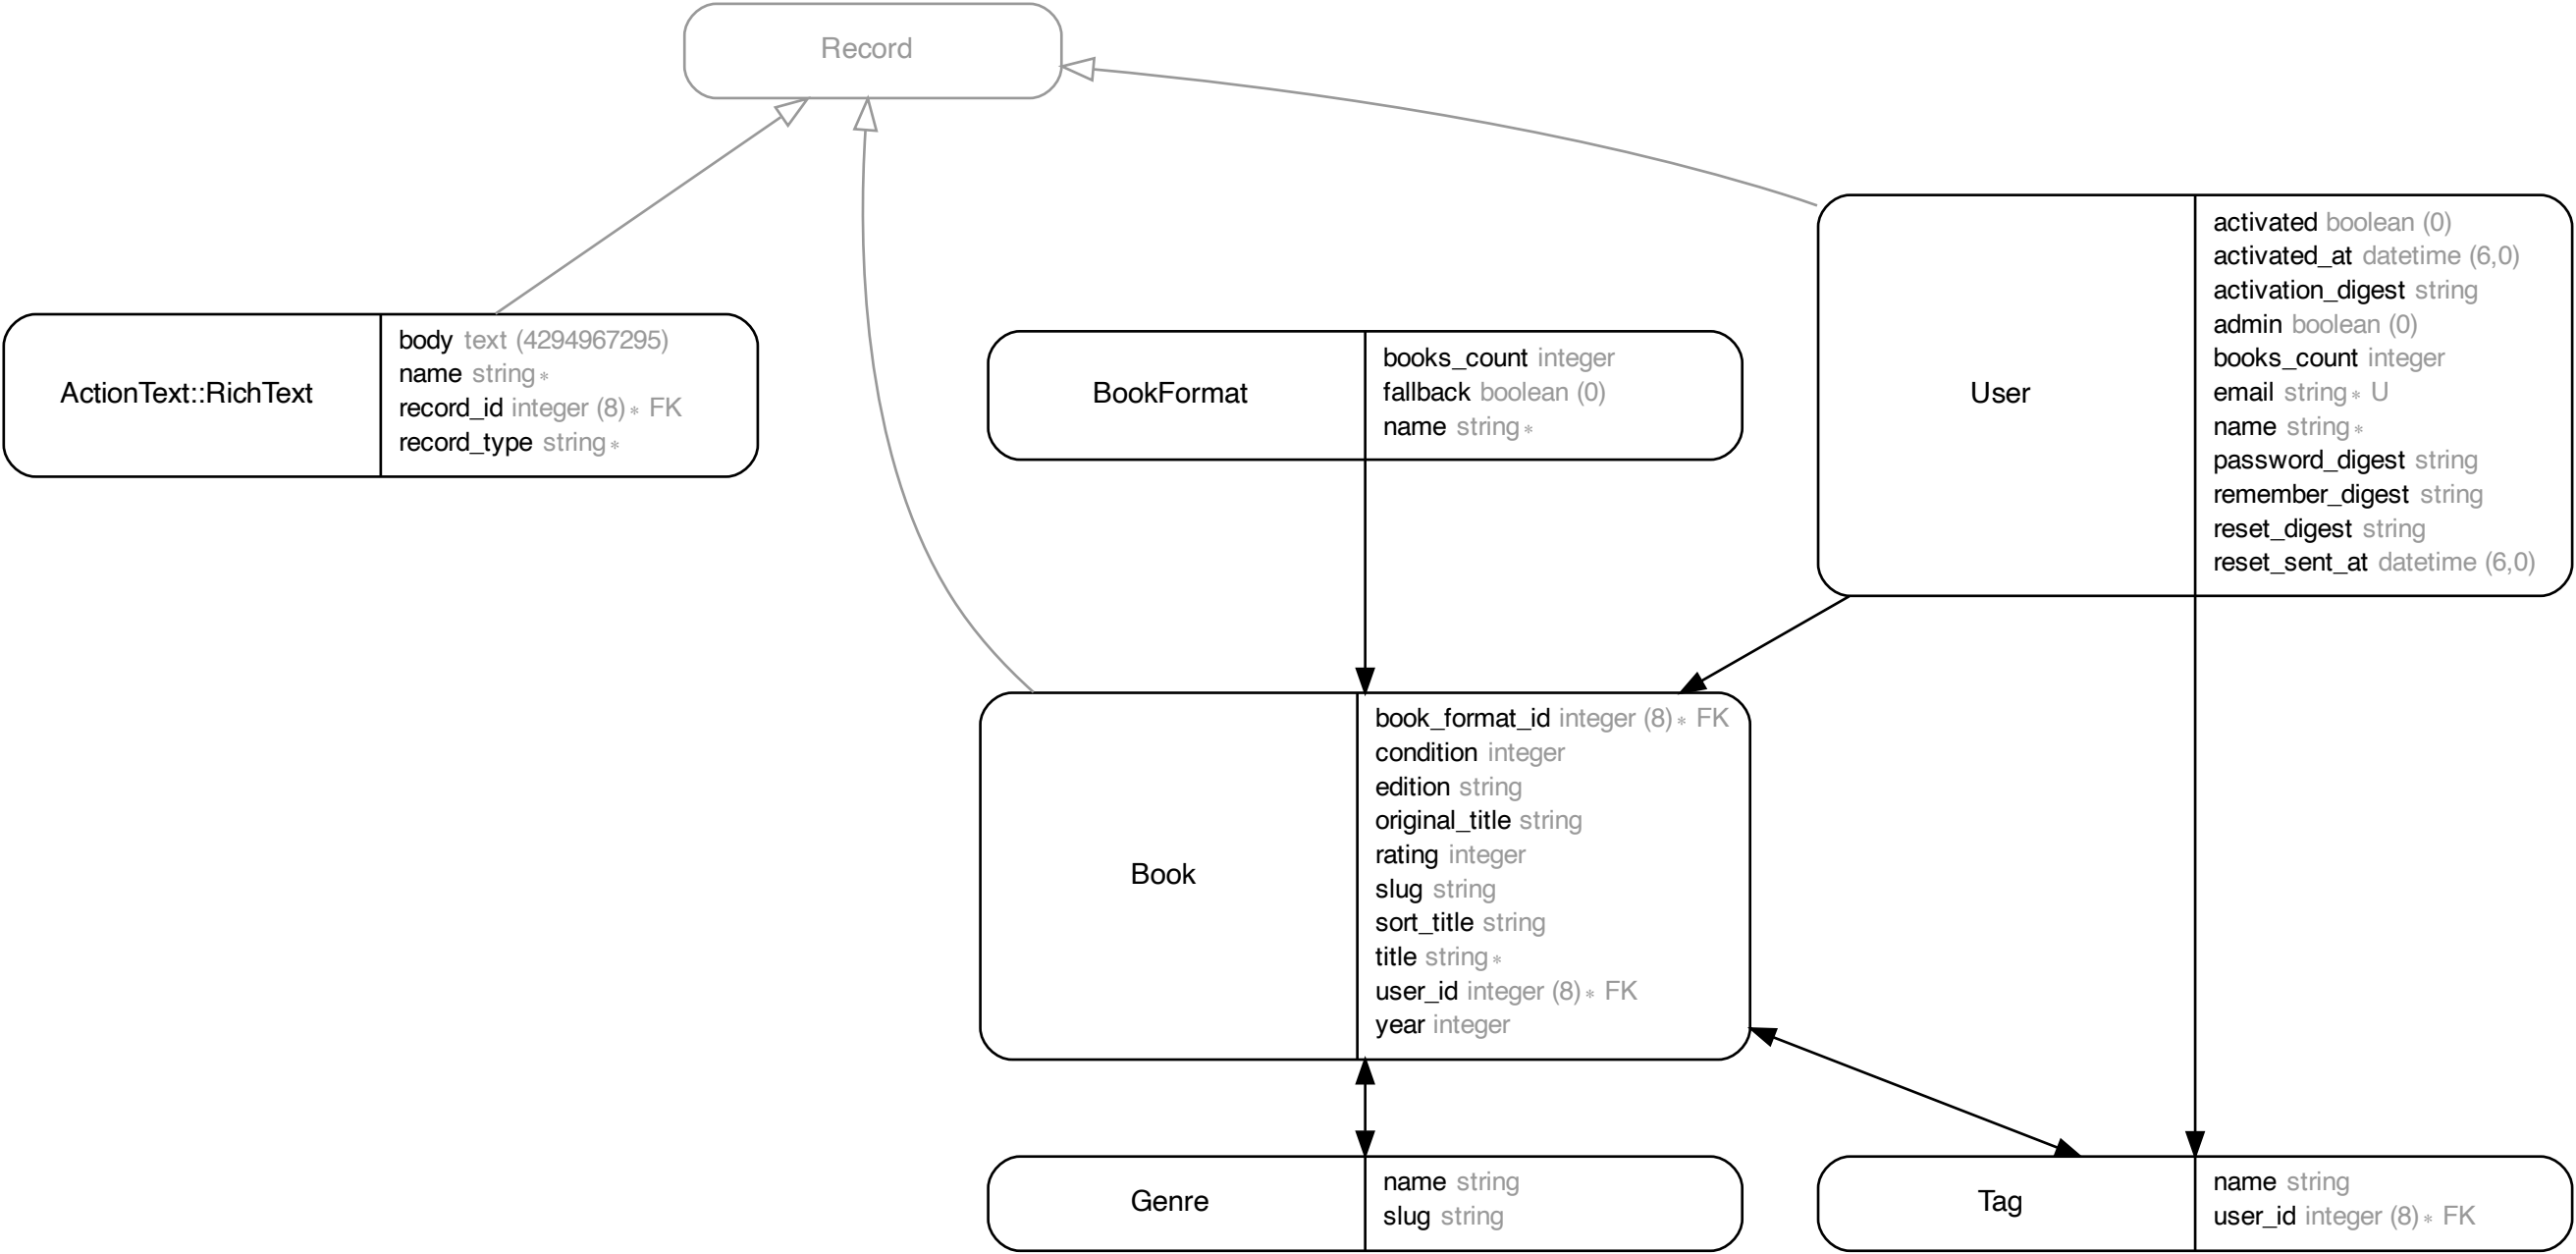 Record
ActionText::RichText
body text (4294967295)
name string∗
record_id integer (8)∗ FK
record_type string∗
BookFormat
books_count integer
fallback boolean (0)
name string∗
User
activated boolean (0)
activated_at datetime (6,0)
activation_digest string
admin boolean (0)
books_count integer
email string∗ U
name string∗
password_digest string
remember_digest string
reset_digest string
reset_sent_at datetime (6,0)
Book
book_format_id integer (8)∗ FK
condition integer
edition string
original_title string
rating integer
slug string
sort_title string
title string∗
user_id integer (8)∗ FK
year integer
Genre
name string
slug string
Tag
name string
user_id integer (8)∗ FK